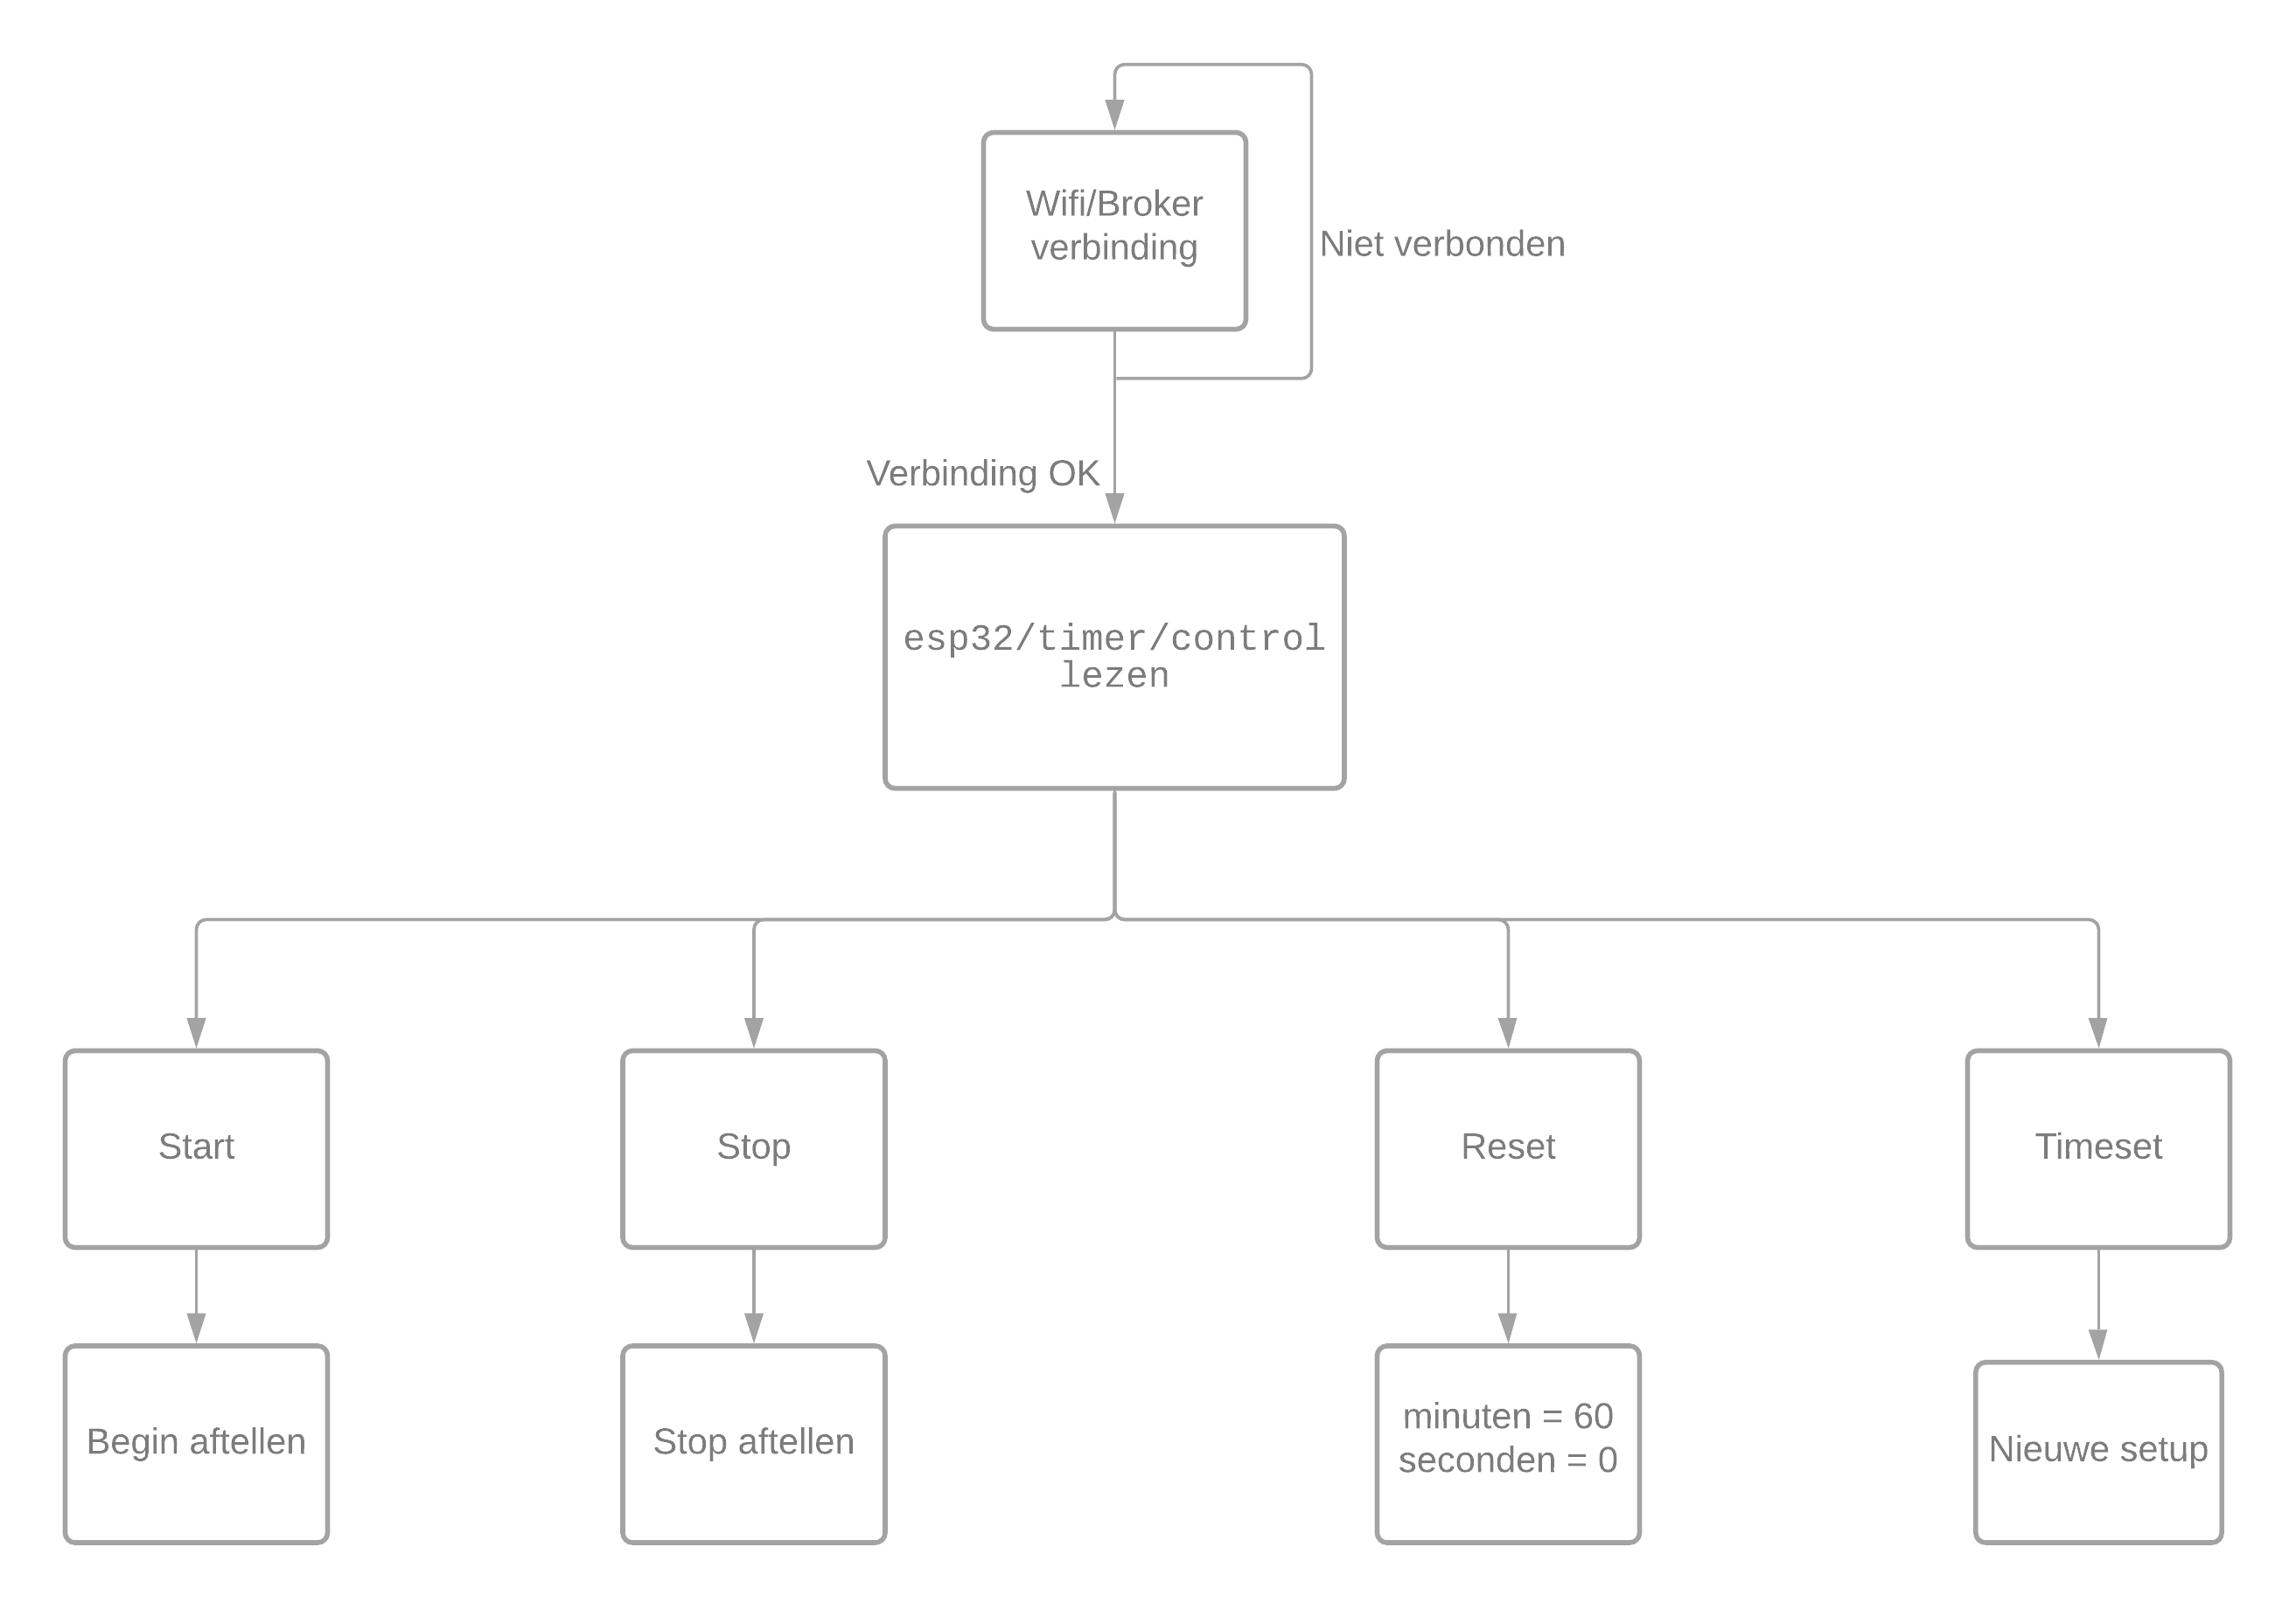 Wifi/Broker
verbinding
Niet verbonden
Verbinding OK
esp32/timer/control
lezen
Start
Stop
Reset
Timeset
Begin aftellen
Stop aftellen
minuten = 60
seconden = 0
Nieuwe setup